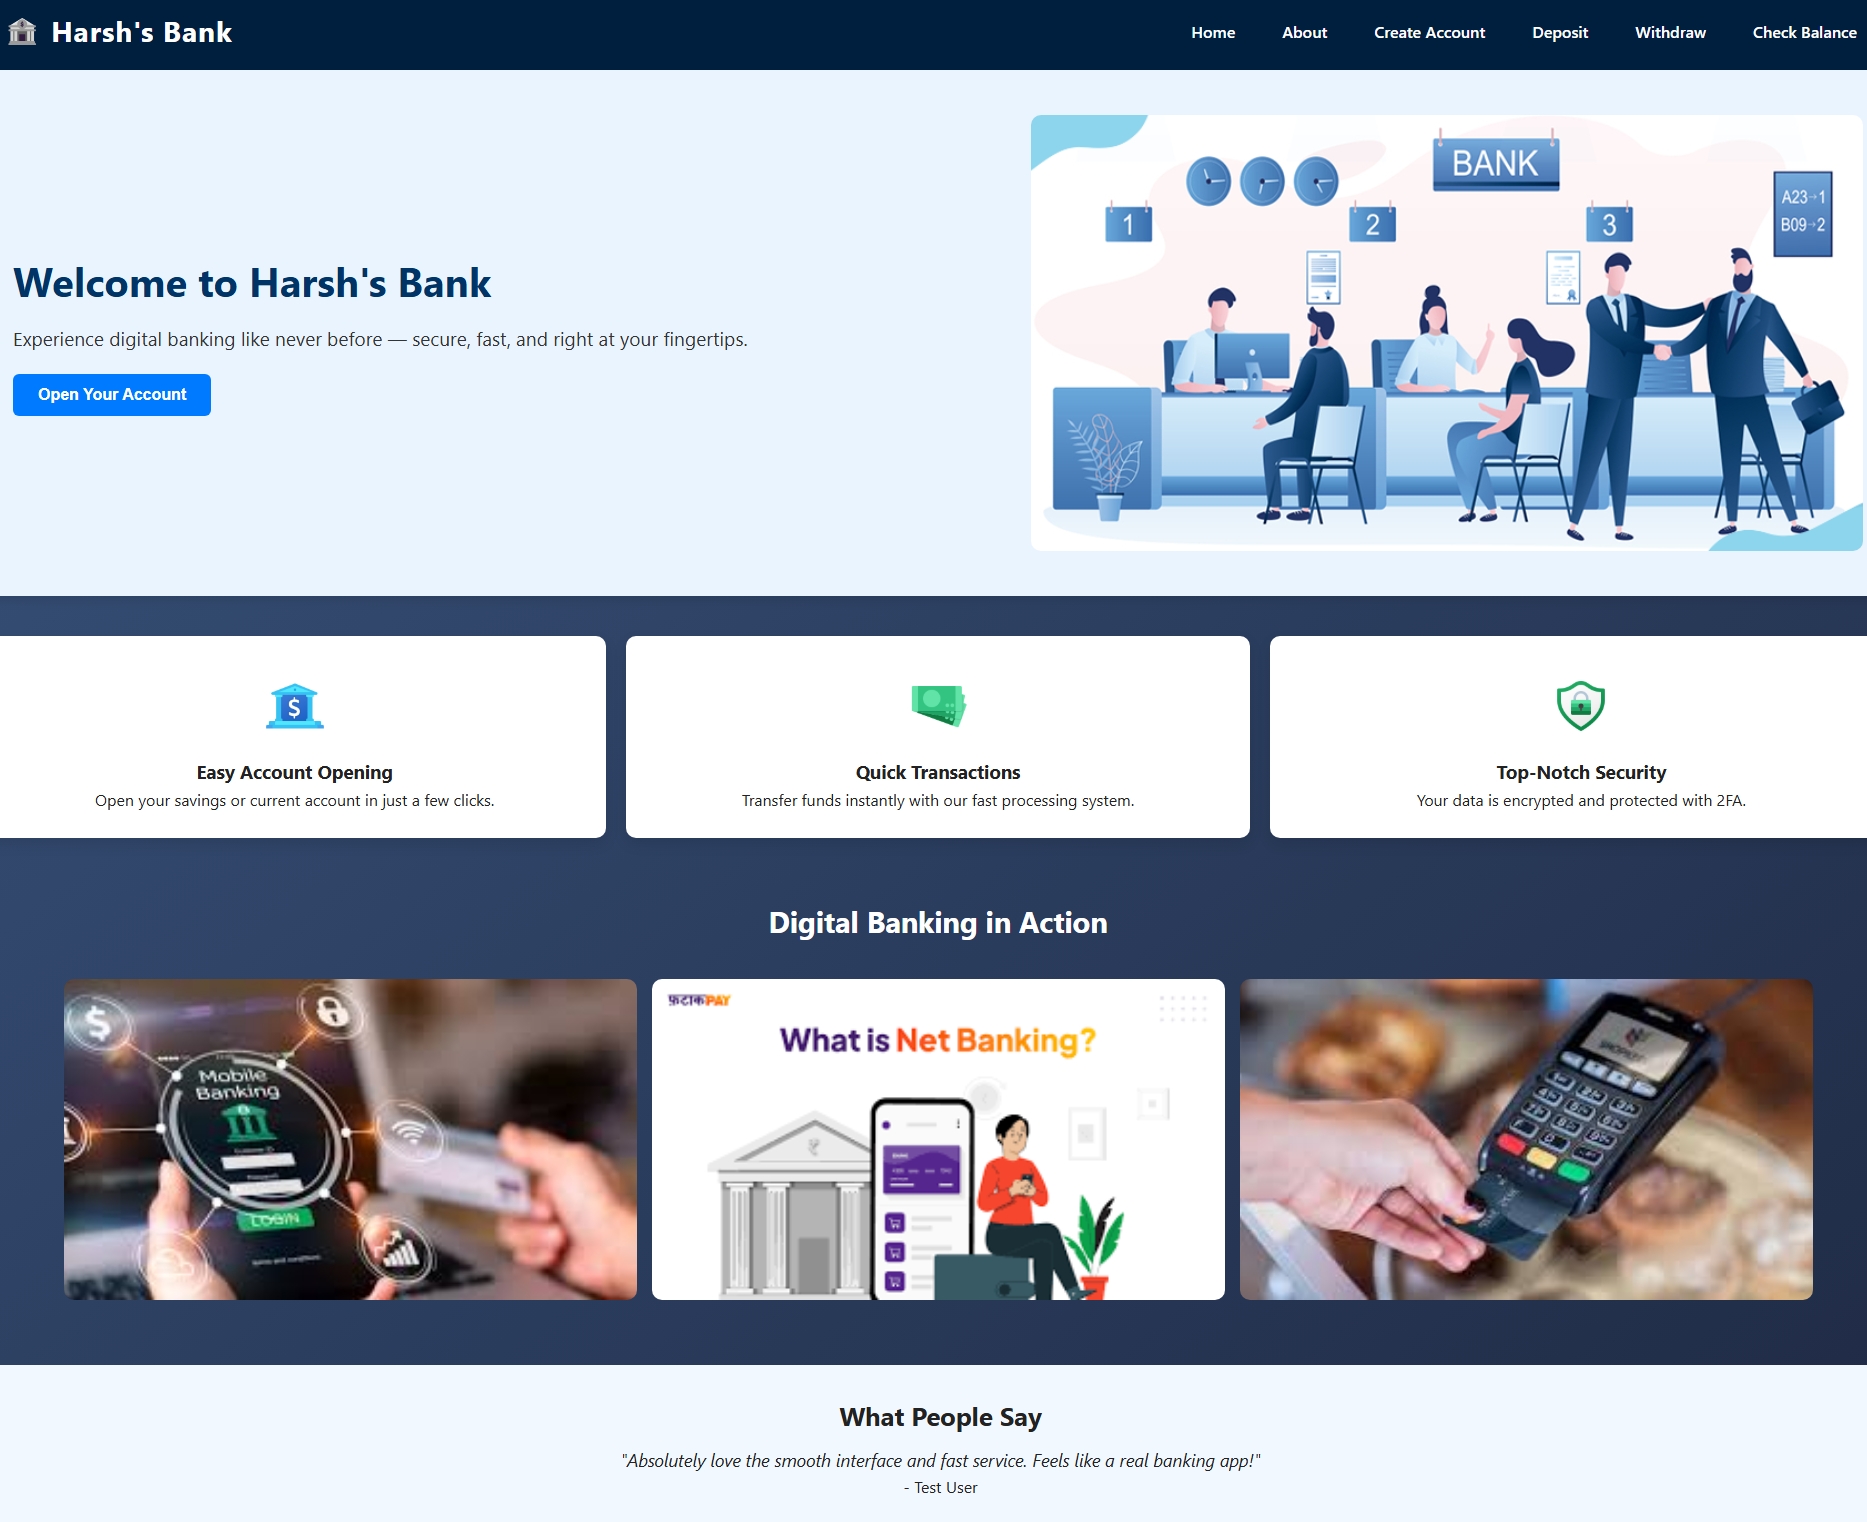 Harsh's Bank
Home
About
Create Account
Deposit
Withdraw
Check Balance
BANK
1
2
3
A23→1
B09→2
Welcome to Harsh's Bank
Experience digital banking like never before — secure, fast, and right at your fingertips.
Open Your Account
$
Easy Account Opening
Open your savings or current account in just a few clicks.
Quick Transactions
Transfer funds instantly with our fast processing system.
Top-Notch Security
Your data is encrypted and protected with 2FA.
Digital Banking in Action
$
Mobile
Banking
LOGIN
फ़टाकPAY
What is Net Banking?
₹
"Absolutely love the smooth interface and fast service. Feels like a real banking app!"
- Test User